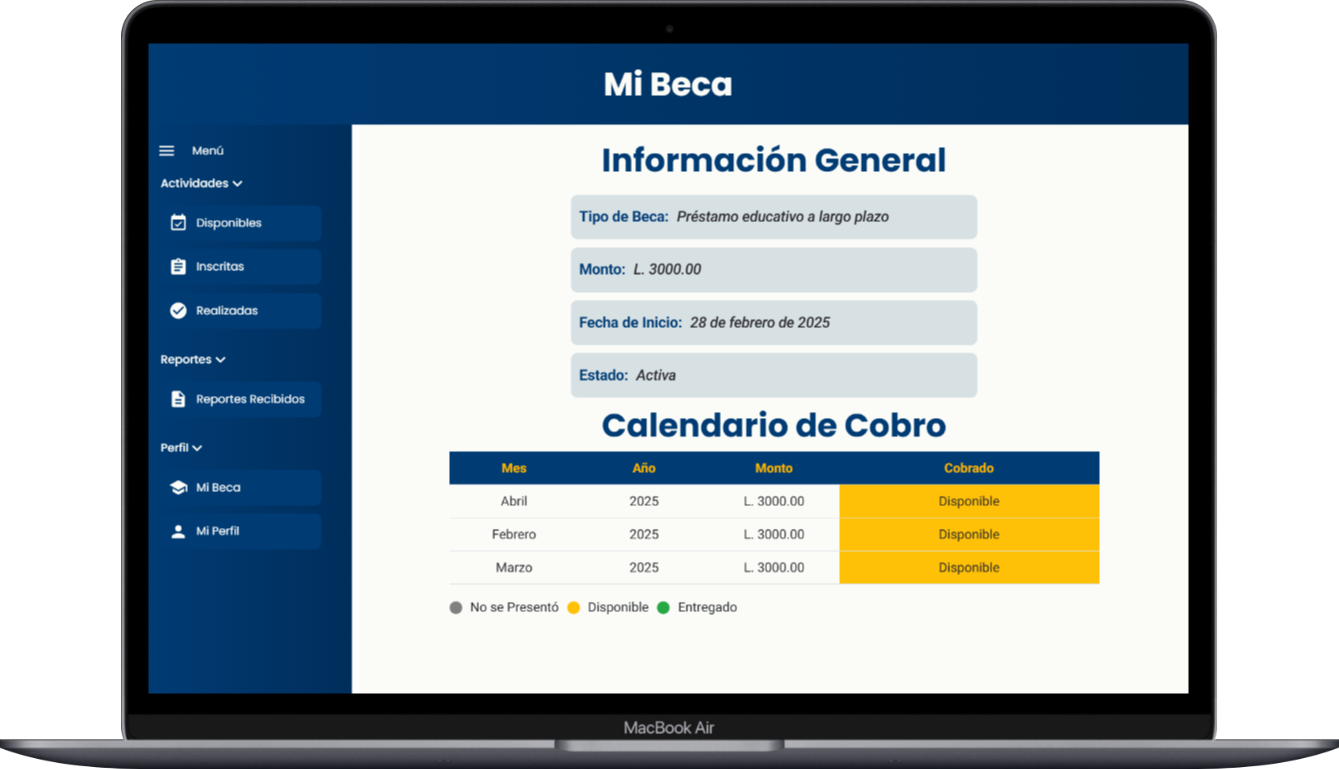 Mi Beca
Menú
Actividades
Disponibles
Inscritas
Realizadas
Reportes
Reportes Recibidos
Perfil
Mi Beca
Mi Perfil
Información General
Tipo de Beca: Préstamo educativo a largo plazo
Monto: L. 3000.00
Fecha de Inicio: 28 de febrero de 2025
Estado: Activa
Calendario de Cobro
Mes Año Monto Cobrado
Abril 2025 L. 3000.00 Disponible
Febrero 2025 L. 3000.00 Disponible
Marzo 2025 L. 3000.00 Disponible
No se Presentó Disponible Entregado
MacBook Air